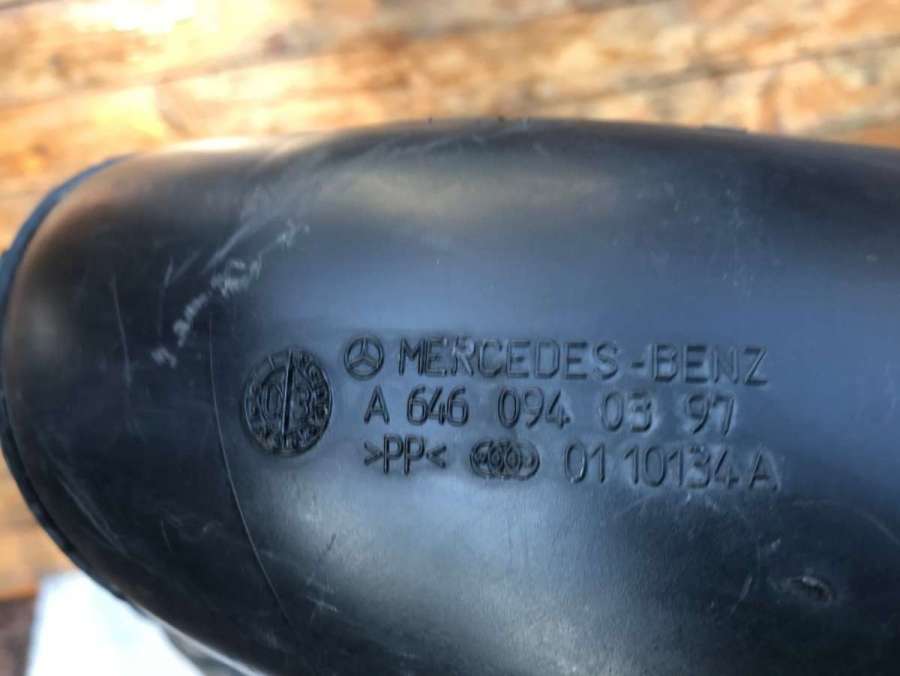 MERCEDES-BENZ
A 646 094 03 97
>PP< 01 10134 A